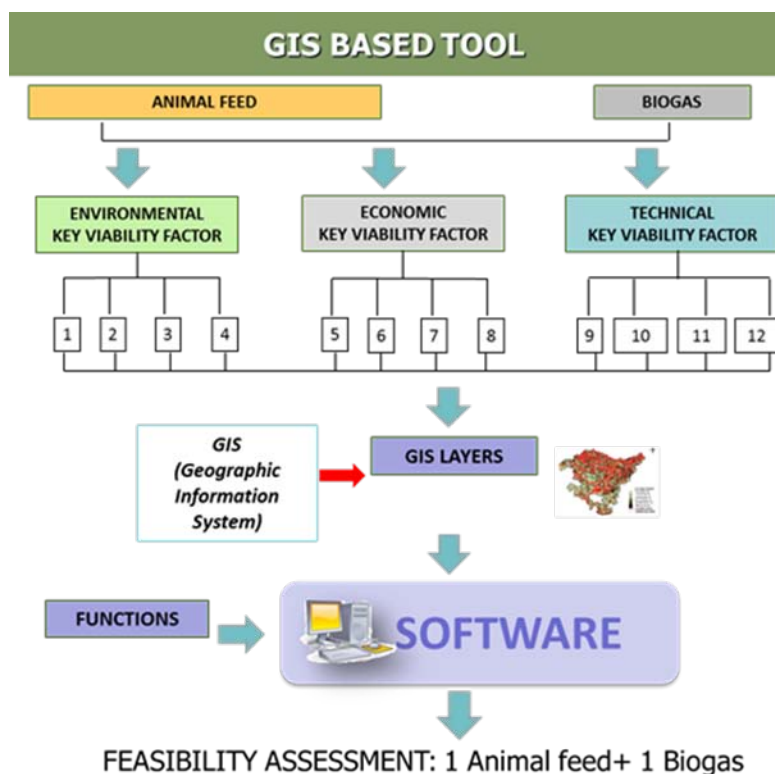 GIS BASED TOOL
ANIMAL FEED
BIOGAS
ENVIRONMENTAL
KEY VIABILITY FACTOR
ECONOMIC
KEY VIABILITY FACTOR
TECHNICAL
KEY VIABILITY FACTOR
1 2 3 4 5 6 7 8 9 10 11 12
GIS
(Geographic
Information
System)
GIS LAYERS
FUNCTIONS
SOFTWARE
FEASIBILITY ASSESSMENT: 1 Animal feed+ 1 Biogas